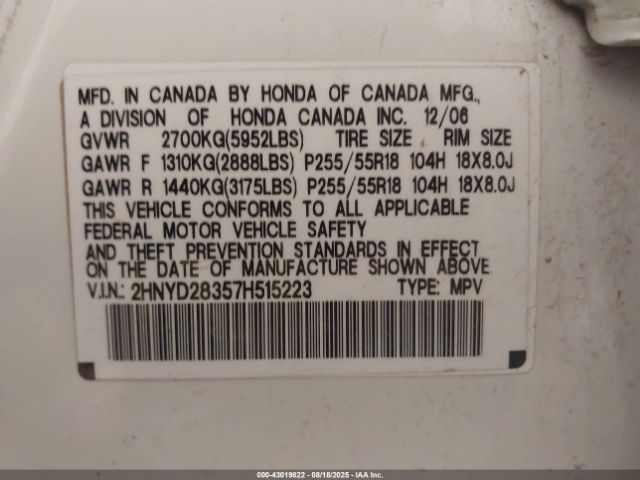 MFD. IN CANADA BY HONDA OF CANADA MFG.,
A DIVISION OF HONDA CANADA INC. 12/06
GVWR 2700KG(5952LBS) TIRE SIZE RIM SIZE
GAWR F 1310KG(2888LBS) P255/55R18 104H 18X8.0J
GAWR R 1440KG(3175LBS) P255/55R18 104H 18X8.0J
THIS VEHICLE CONFORMS TO ALL APPLICABLE
FEDERAL MOTOR VEHICLE SAFETY
AND THEFT PREVENTION STANDARDS IN EFFECT
ON THE DATE OF MANUFACTURE SHOWN ABOVE
V.I.N.: 2HNYD28357H515223 TYPE: MPV
000-43019822 - 08/18/2025 - IAA Inc.